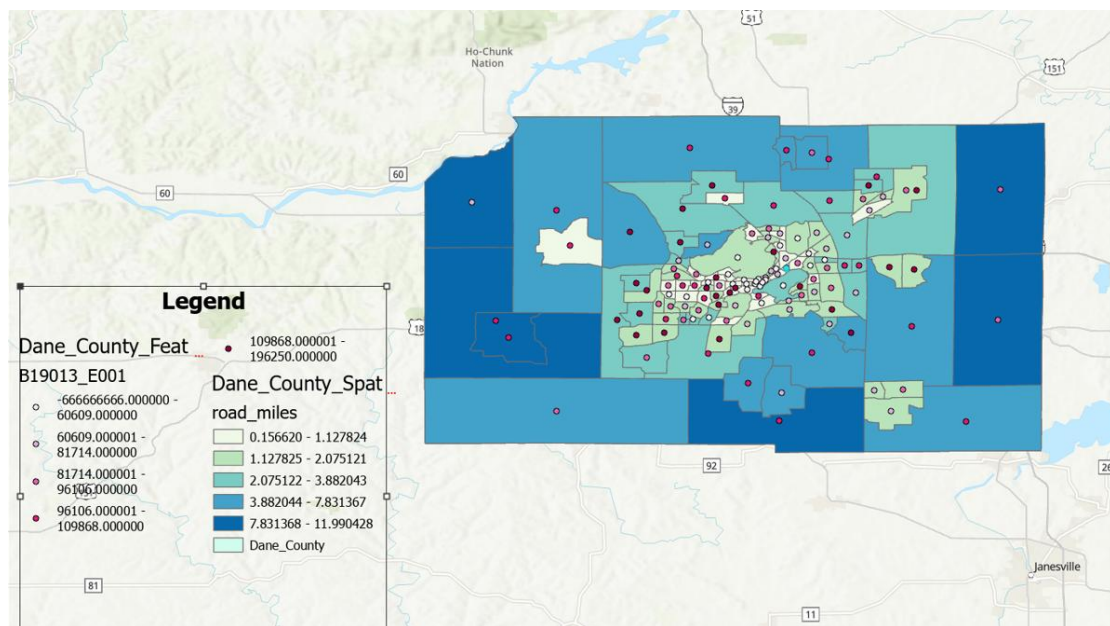 51
Ho-Chunk
Nation
151
39
60
60
18
Legend
Dane_County_Feat ...
B19013_E001
-666666666.000000 -
60609.000000
60609.000001 -
81714.000000
81714.000001 -
96106.000000
96106.000001 -
109868.000000
109868.000001 -
196250.000000
Dane_County_Spat ...
road_miles
0.156620 - 1.127824
1.127825 - 2.075121
2.075122 - 3.882043
3.882044 - 7.831367
7.831368 - 11.990428
Dane_County
92
26
81
Janesville
11